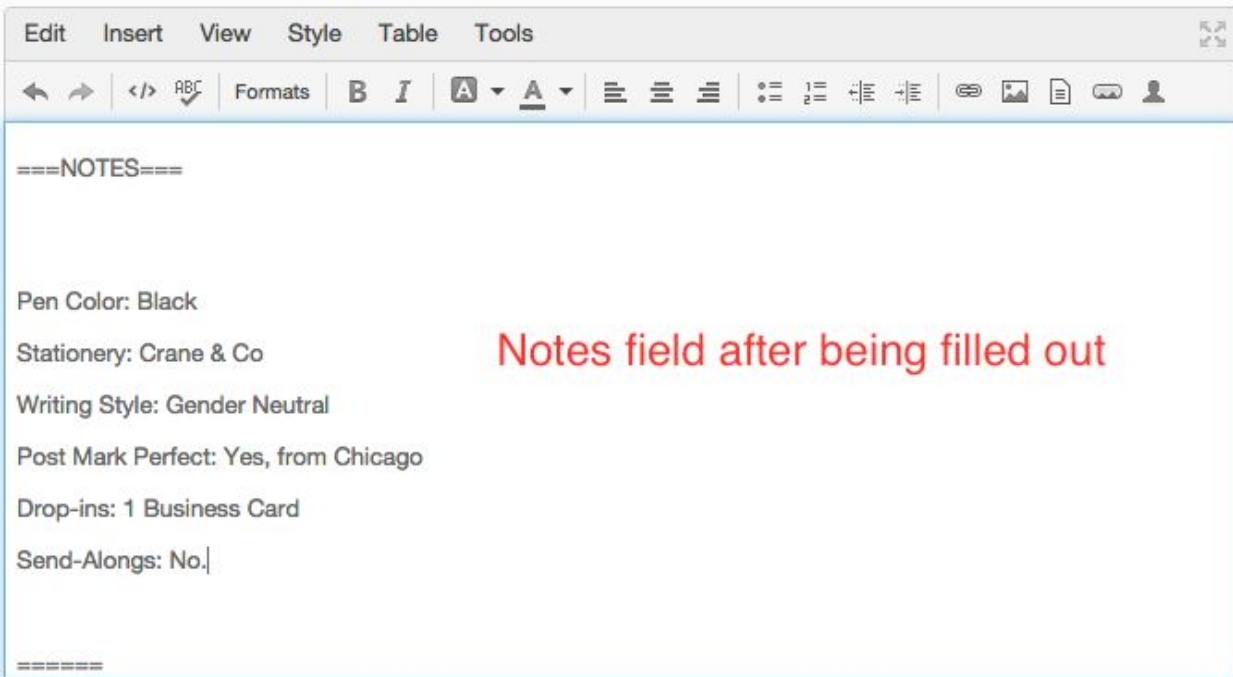 Edit Insert View Style Table Tools
</> ABC Formats B I A A
===NOTES===
Pen Color: Black
Stationery: Crane & Co
Notes field after being filled out
Writing Style: Gender Neutral
Post Mark Perfect: Yes, from Chicago
Drop-ins: 1 Business Card
Send-Alongs: No.
======